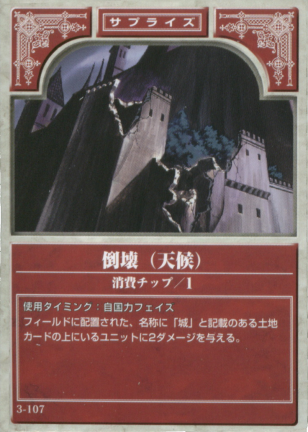 サプライズ
倒壊（天候）
消費チップ／1
使用タイミンク：自国力フェイス
フィールドに配置された、名称に「城」と記載のある土地
カードの上にいるユニットに2ダメージを与える。
3-107